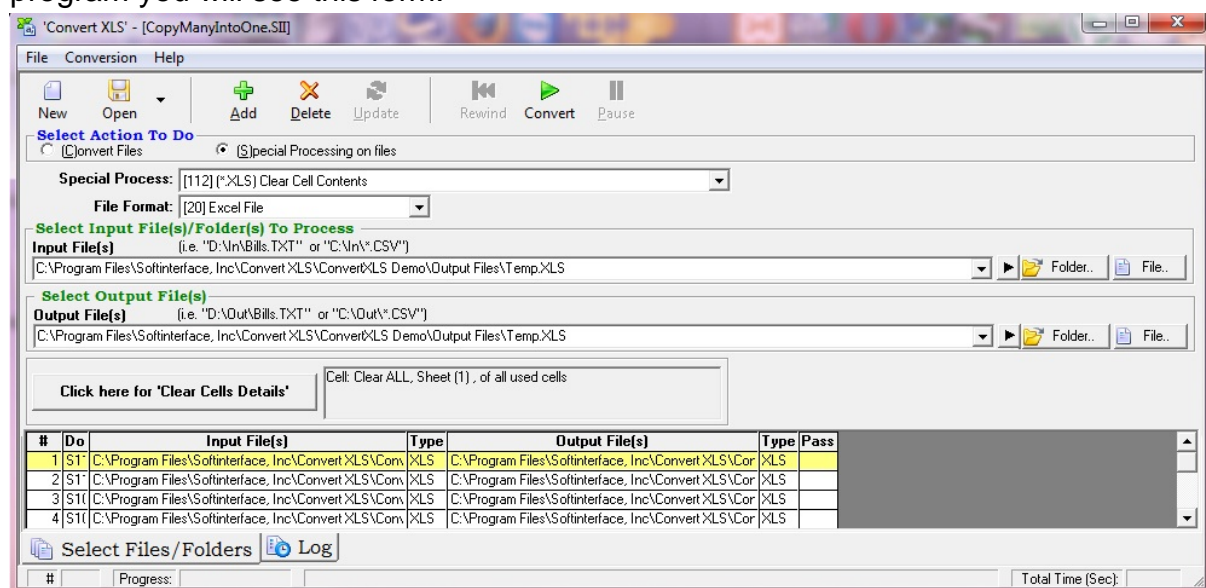 program you will see this form.
'Convert XLS' - [CopyManyIntoOne.SII]
File Conversion Help
New Open Add Delete Update Rewind Convert Pause
Select Action To Do
(C)onvert Files (S)pecial Processing on files
Special Process: [112] (*.XLS) Clear Cell Contents
File Format: [20] Excel File
Select Input File(s)/Folder(s) To Process
Input File(s) (i.e. "D:\In\Bills.TXT" or "C:\In\*.CSV")
C:\Program Files\Softinterface, Inc\Convert XLS\ConvertXLS Demo\Output Files\Temp.XLS Folder.. File..
Select Output File(s)
Output File(s) (i.e. "D:\Out\Bills.TXT" or "C:\Out\*.CSV")
C:\Program Files\Softinterface, Inc\Convert XLS\ConvertXLS Demo\Output Files\Temp.XLS Folder.. File..
Click here for 'Clear Cells Details' Cell: Clear ALL, Sheet (1) , of all used cells
# Do Input File(s) Type Output File(s) Type Pass
1 C:\Program Files\Softinterface, Inc\Convert XLS\Con XLS C:\Program Files\Softinterface, Inc\Convert XLS\Cor XLS
2 C:\Program Files\Softinterface, Inc\Convert XLS\Con XLS C:\Program Files\Softinterface, Inc\Convert XLS\Cor XLS
3 C:\Program Files\Softinterface, Inc\Convert XLS\Con XLS C:\Program Files\Softinterface, Inc\Convert XLS\Cor XLS
4 C:\Program Files\Softinterface, Inc\Convert XLS\Con XLS C:\Program Files\Softinterface, Inc\Convert XLS\Cor XLS
Select Files/Folders Log
# Progress: Total Time (Sec):